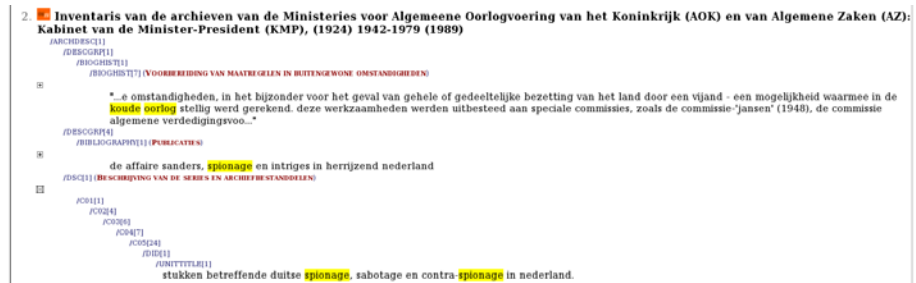 2. Inventaris van de archieven van de Ministeries voor Algemeene Oorlogvoering van het Koninkrijk (AOK) en van Algemene Zaken (AZ):
Kabinet van de Minister-President (KMP), (1924) 1942-1979 (1989)
/ARCHDESC[1]
/DESCGRP[1]
/BIOGHIST[1]
/BIOGHIST[7] (VOORBEREIDING VAN MAATREGELEN IN BUITENGEWONE OMSTANDIGHEDEN)
"...e omstandigheden, in het bijzonder voor het geval van gehele of gedeeltelijke bezetting van het land door een vijand - een mogelijkheid waarmee in de
koude oorlog stellig werd gerekend. deze werkzaamheden werden uitbesteed aan speciale commissies, zoals de commissie-"jansen" (1948), de commissie
algemene verdedigingsvoo..."
/DESCGRP[4]
/BIBLIOGRAPHY[1] (PUBLICATIES)
de affaire sanders, spionage en intriges in herrijzend nederland
/DSC[1] (BESCHRIJVING VAN DE SERIES EN ARCHIEFBESTANDDELEN)
/C01[1]
/C02[4]
/C03[6]
/C04[7]
/C05[24]
/DID[1]
/UNITTITLE[1]
stukken betreffende duitse spionage, sabotage en contra-spionage in nederland.